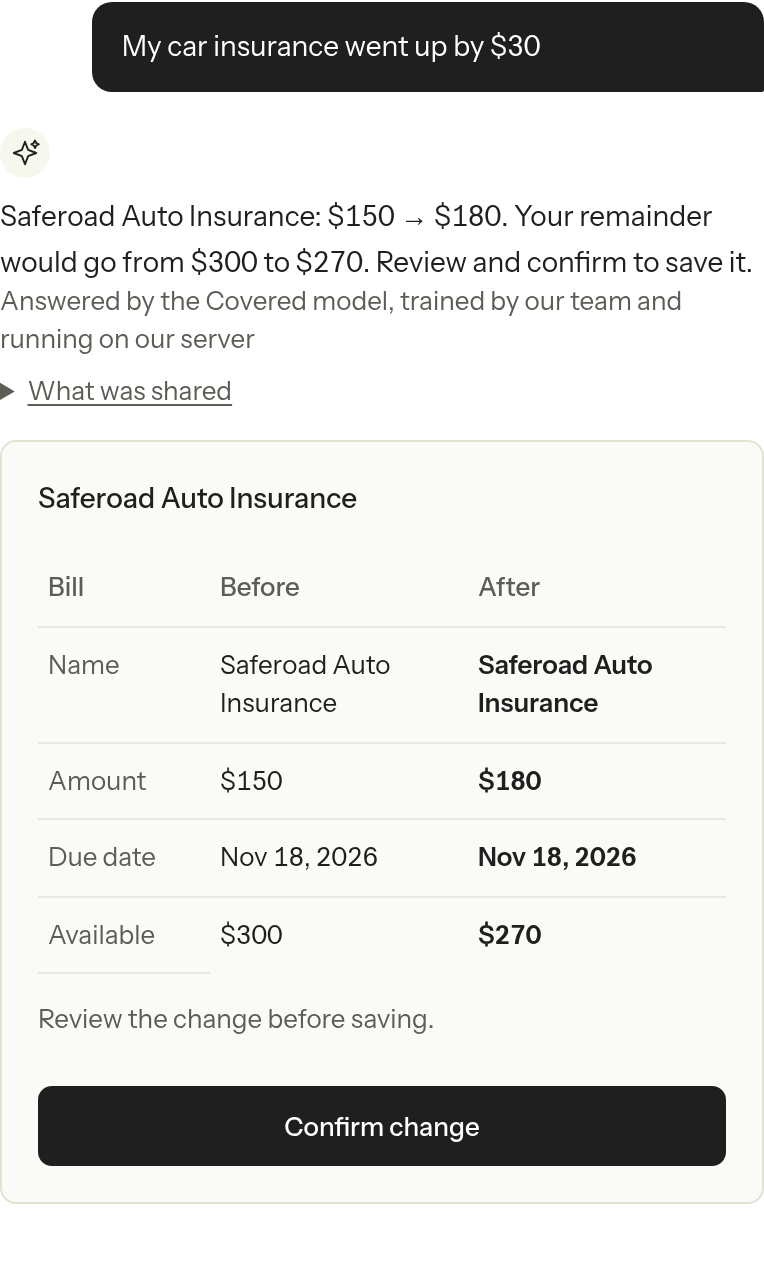 My car insurance went up by $30
Saferoad Auto Insurance: $150 → $180. Your remainder
would go from $300 to $270. Review and confirm to save it.
Answered by the Covered model, trained by our team and
running on our server
▶ What was shared
Saferoad Auto Insurance
Bill Before After
Name Saferoad Auto Saferoad Auto
Insurance Insurance
Amount $150 $180
Due date Nov 18, 2026 Nov 18, 2026
Available $300 $270
Review the change before saving.
Confirm change